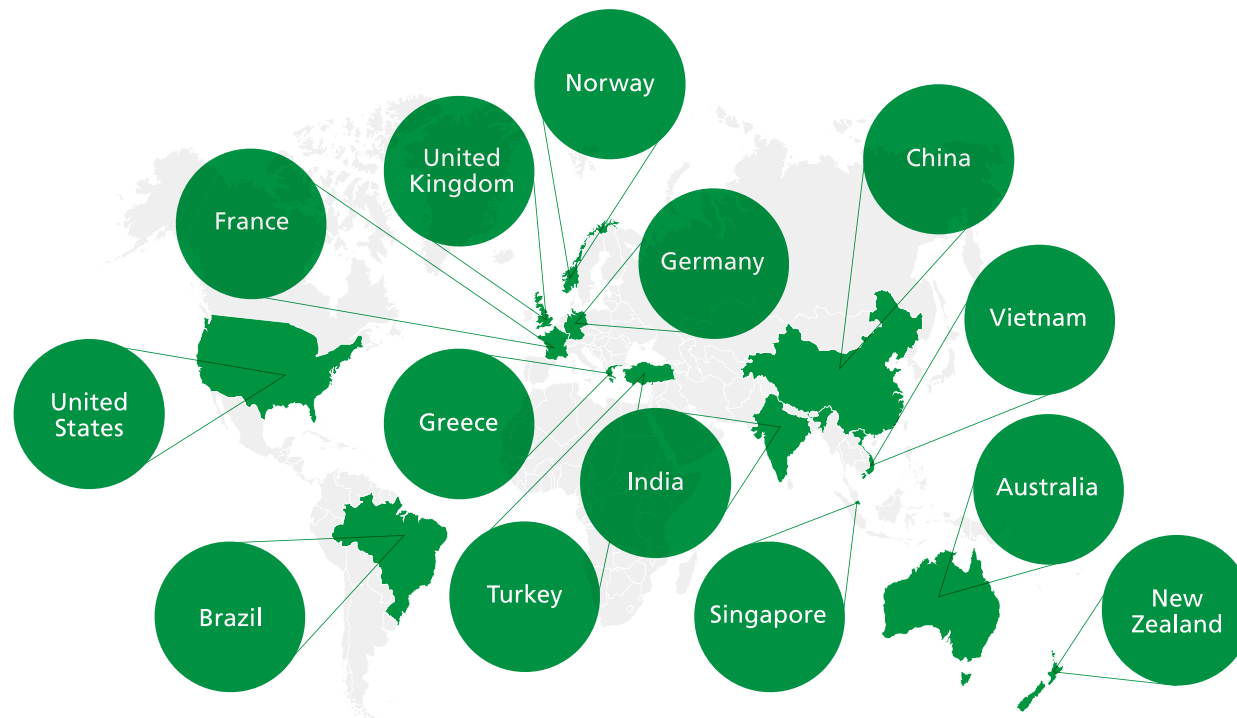 Norway
United
Kingdom
China
France
Germany
Vietnam
United
States
Greece
India
Australia
Turkey
Brazil
Singapore
New
Zealand